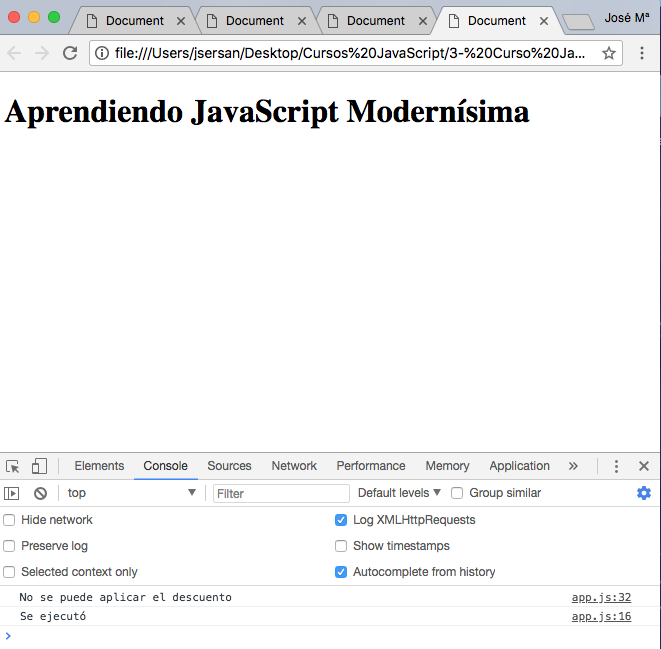 Document Document Document Document José Mª
file:///Users/jsersan/Desktop/Cursos%20JavaScript/3-%20Curso%20Ja...
Aprendiendo JavaScript Modernísima
Elements Console Sources Network Performance Memory Application »
top Filter Default levels Group similar
Hide network Log XMLHttpRequests
Preserve log Show timestamps
Selected context only Autocomplete from history
No se puede aplicar el descuento app.js:32
Se ejecutó app.js:16